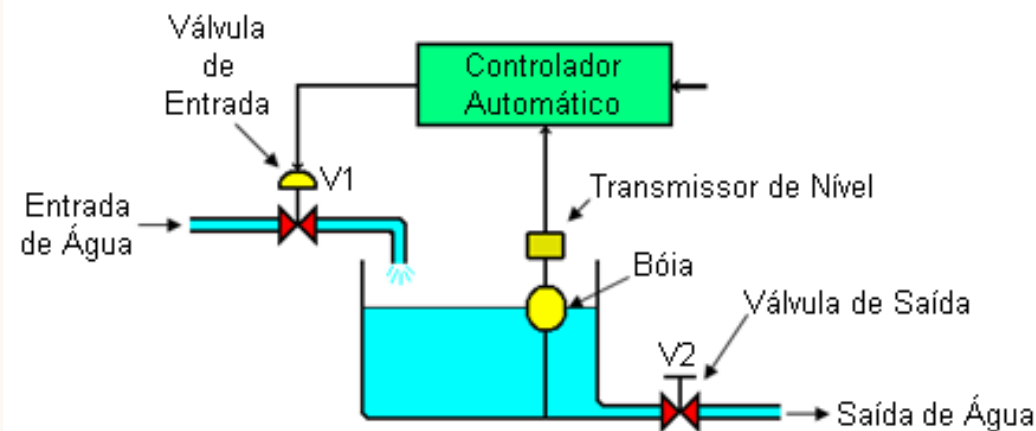 Válvula
de
Entrada
Controlador
Automático
V1
Transmissor de Nível
Entrada
de Água
Bóia
Válvula de Saída
V2
Saída de Água